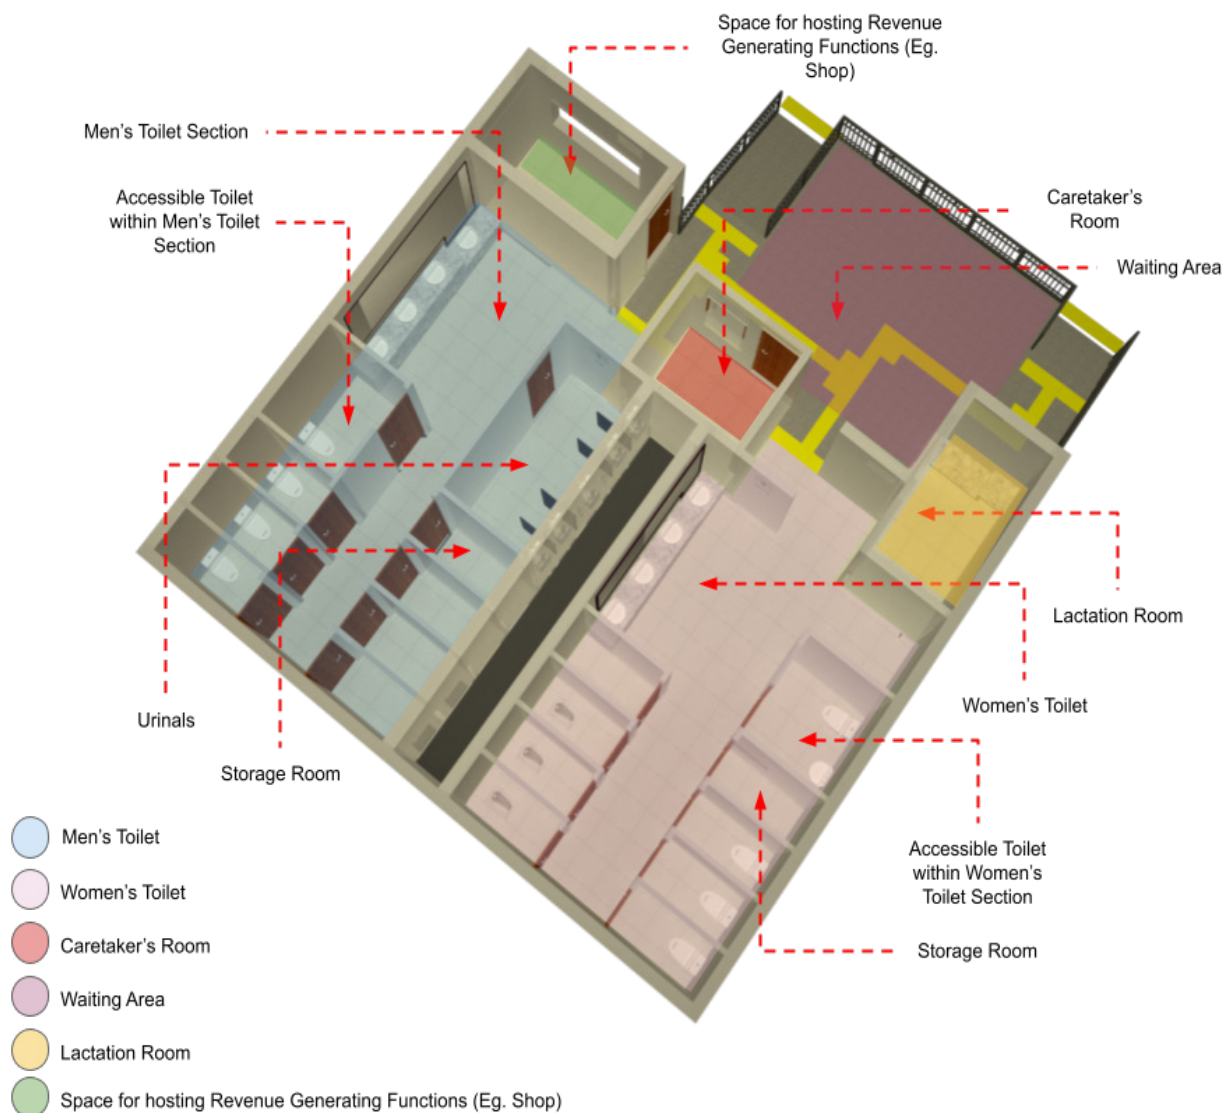 Space for hosting Revenue
Generating Functions (Eg.
Shop)
Men's Toilet Section
Accessible Toilet
within Men's Toilet
Section
Caretaker's
Room
Waiting Area
Lactation Room
Women's Toilet
Urinals
Storage Room
Accessible Toilet
within Women's
Toilet Section
Storage Room
Men's Toilet
Women's Toilet
Caretaker's Room
Waiting Area
Lactation Room
Space for hosting Revenue Generating Functions (Eg. Shop)